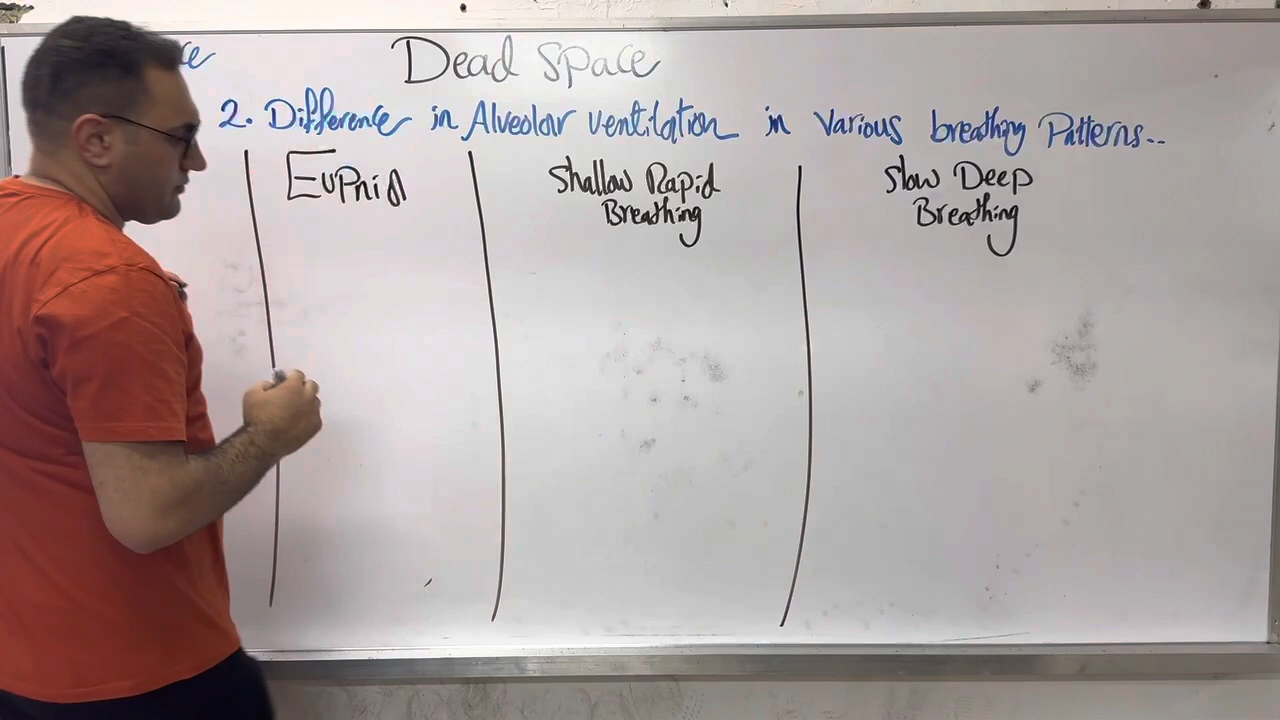 Dead Space
2. Difference in Alveolar ventilation in various breathing Patterns..
Eupnia
Shallow Rapid
Breathing
Slow Deep
Breathing